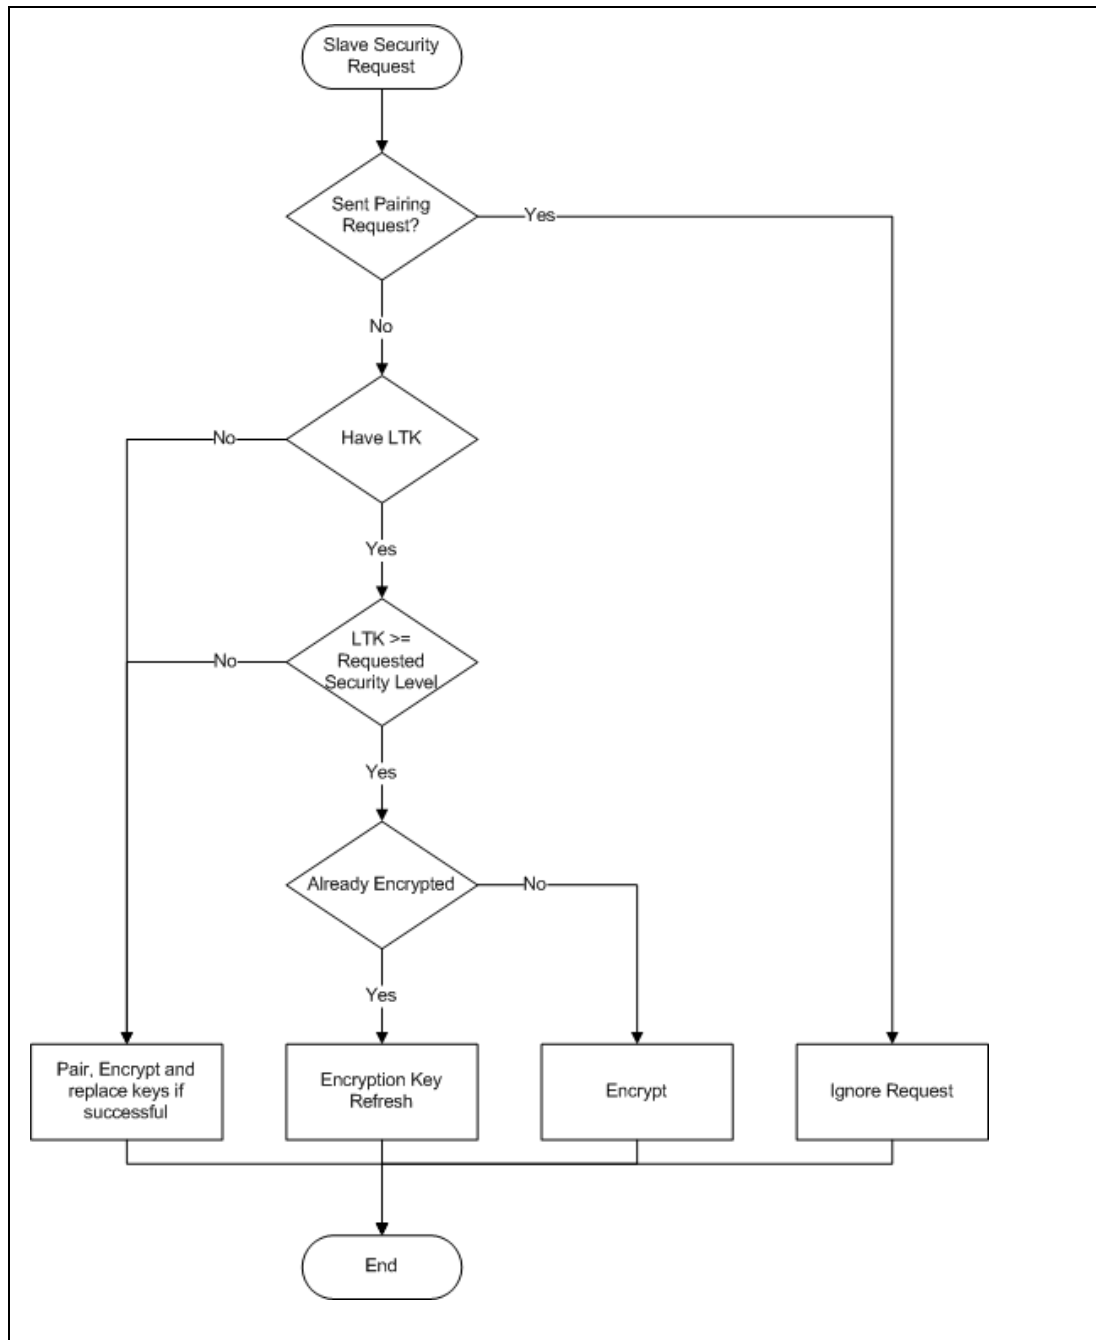 Slave Security
Request
Sent Pairing
Request?
Yes
No
Have LTK
No
Yes
LTK >=
Requested
Security Level
No
Yes
Already Encrypted
No
Yes
Pair, Encrypt and
replace keys if
successful
Encryption Key
Refresh
Encrypt
Ignore Request
End